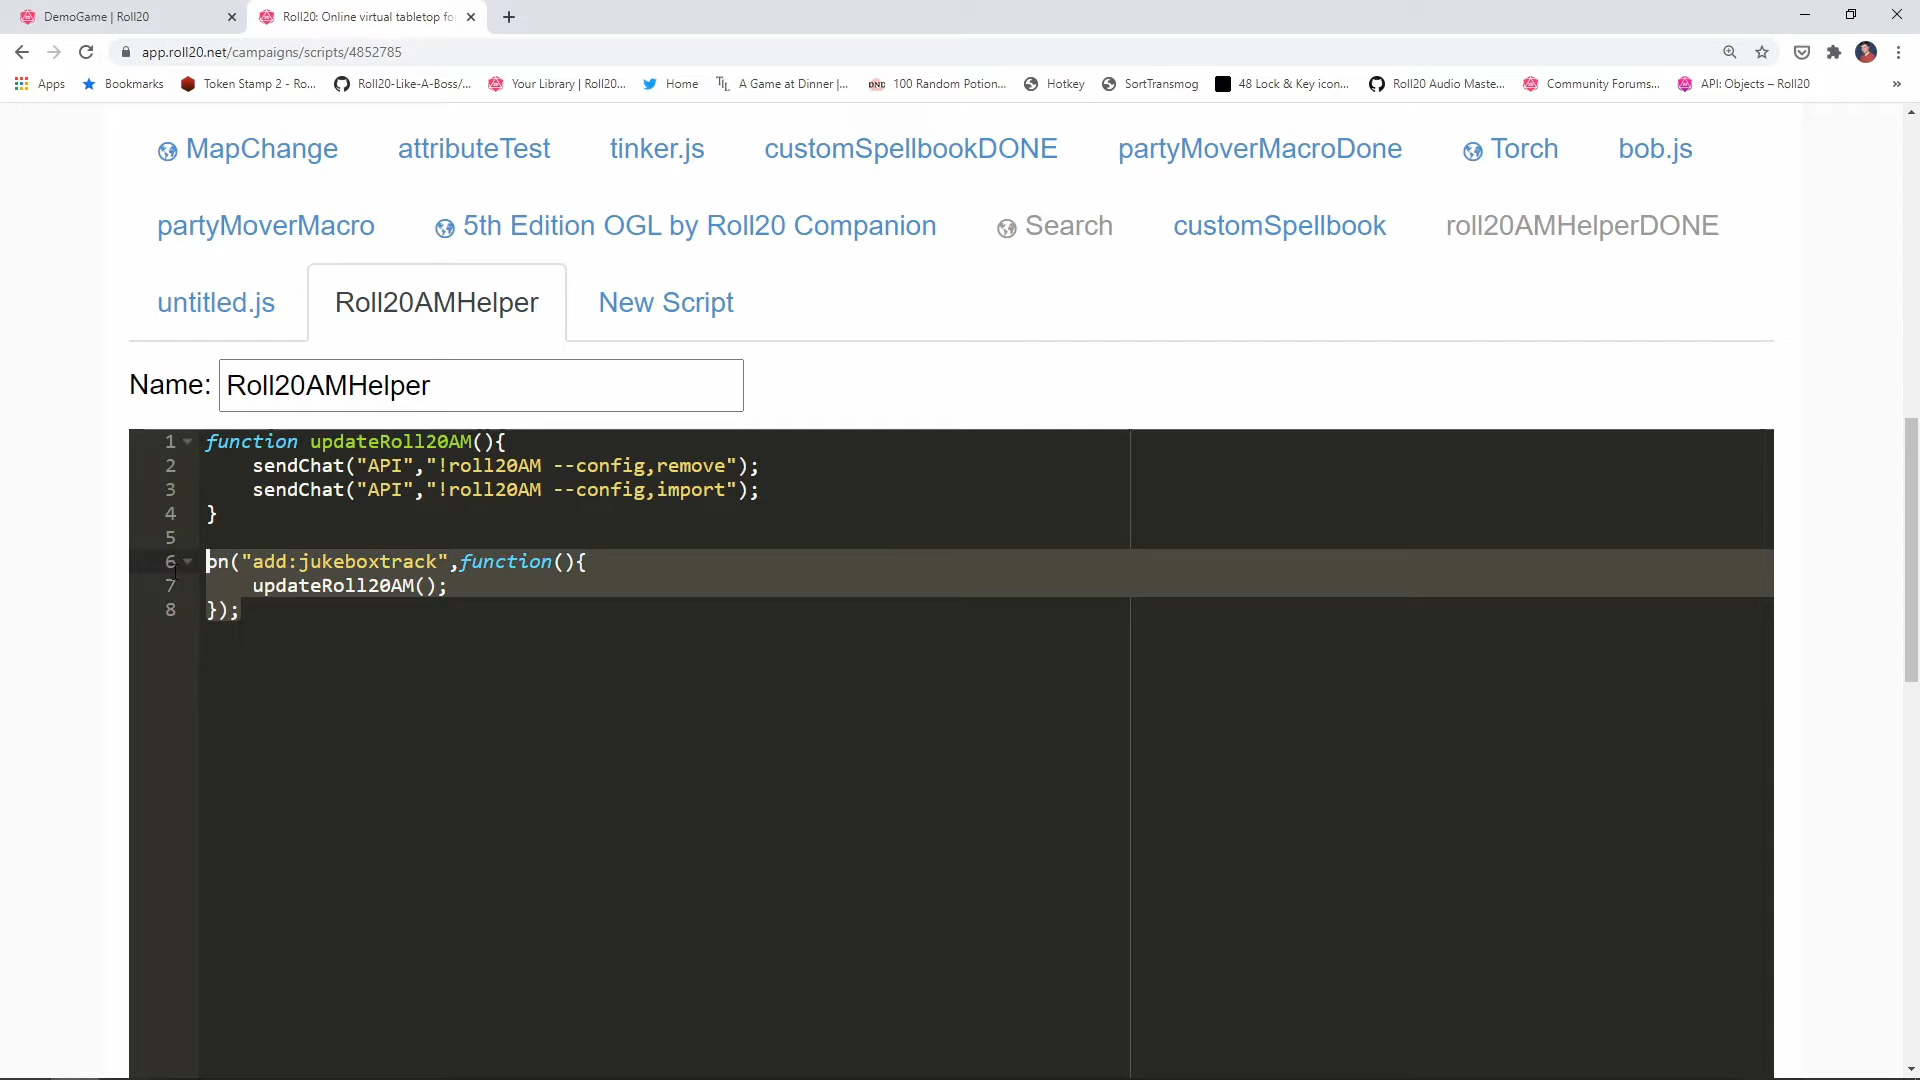 DemoGame | Roll20
Roll20: Online virtual tabletop fo
app.roll20.net/campaigns/scripts/4852785
Apps
Bookmarks
Token Stamp 2 - Ro...
Roll20-Like-A-Boss/...
Your Library | Roll20...
Home
A Game at Dinner |...
100 Random Potion...
Hotkey
SortTransmog
48 Lock & Key icon...
Roll20 Audio Maste...
Community Forums...
API: Objects – Roll20
»
MapChange attributeTest tinker.js customSpellbookDONE partyMoverMacroDone Torch bob.js
partyMoverMacro 5th Edition OGL by Roll20 Companion Search customSpellbook roll20AMHelperDONE
untitled.js Roll20AMHelper New Script
Name: Roll20AMHelper
1 function updateRoll20AM(){
2 sendChat("API","!roll20AM --config,remove");
3 sendChat("API","!roll20AM --config,import");
4 }
5
6 on("add:jukeboxtrack",function(){
7 updateRoll20AM();
8 });